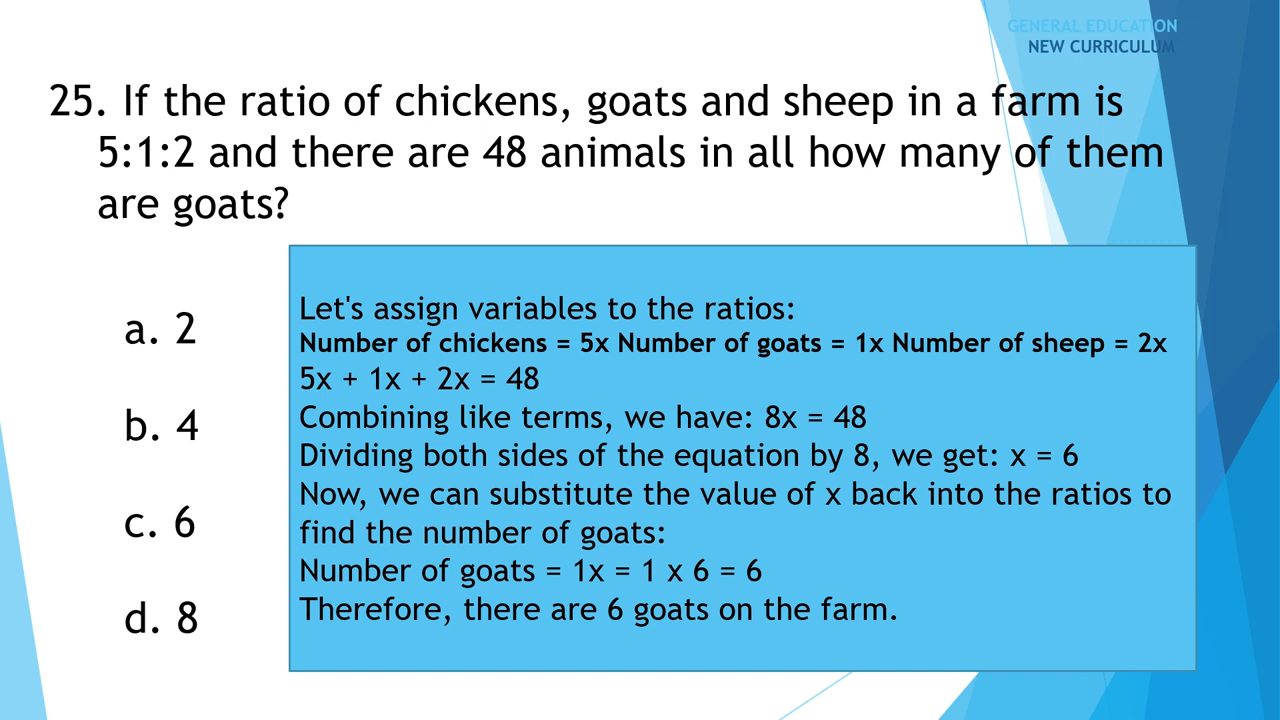 GENERAL EDUCATION
NEW CURRICULUM
25. If the ratio of chickens, goats and sheep in a farm is
5:1:2 and there are 48 animals in all how many of them
are goats?
a. 2
b. 4
c. 6
d. 8
Let's assign variables to the ratios:
Number of chickens = 5x Number of goats = 1x Number of sheep = 2x
5x + 1x + 2x = 48
Combining like terms, we have: 8x = 48
Dividing both sides of the equation by 8, we get: x = 6
Now, we can substitute the value of x back into the ratios to
find the number of goats:
Number of goats = 1x = 1 x 6 = 6
Therefore, there are 6 goats on the farm.